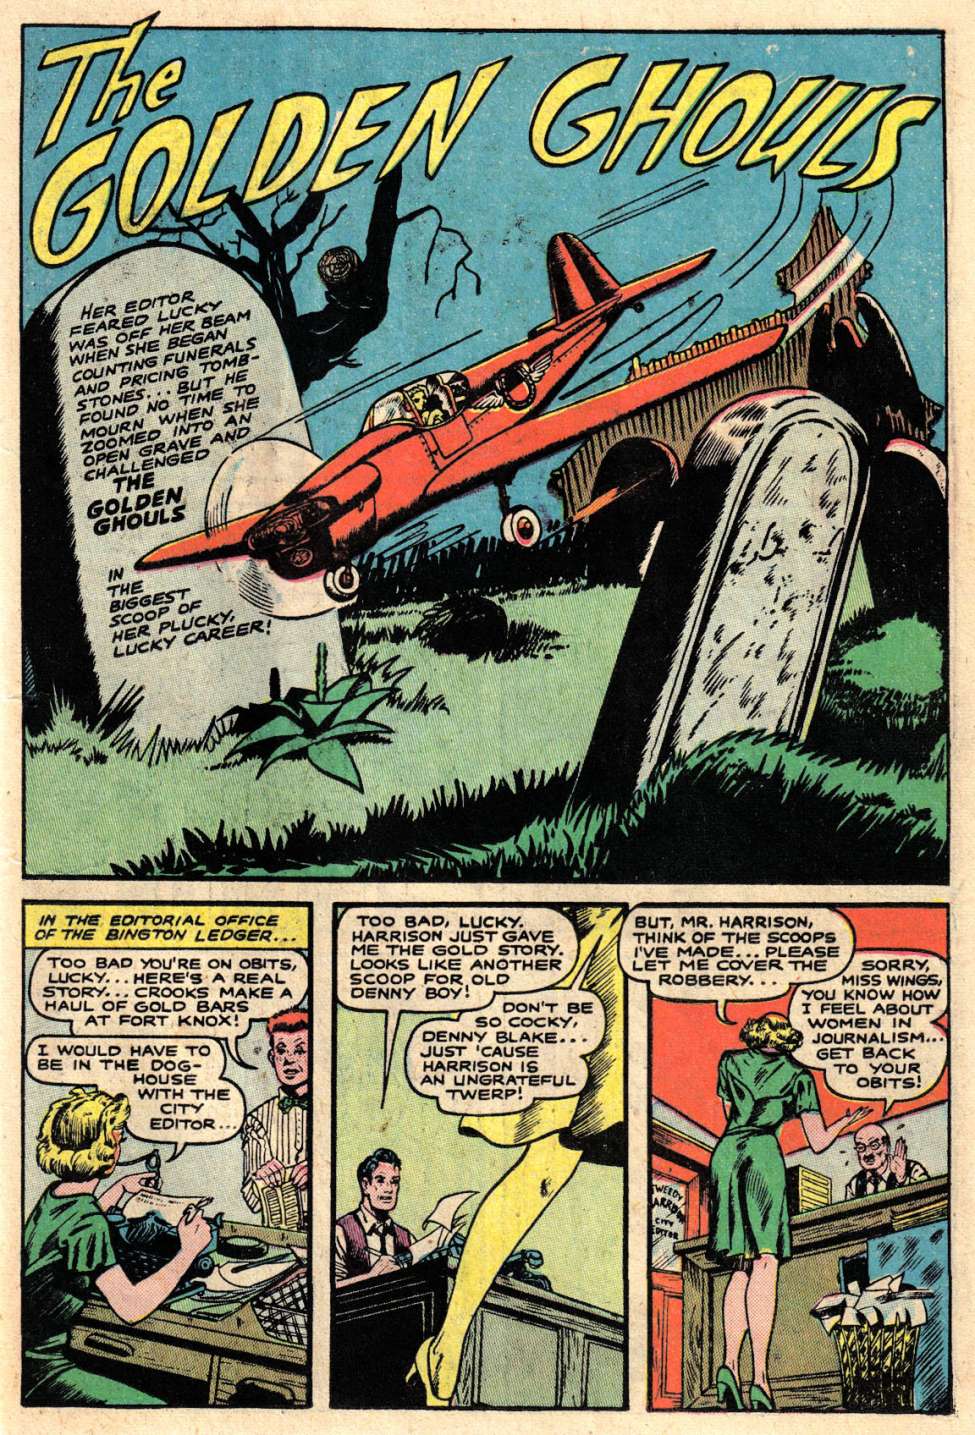 The
GOLDEN GHOULS
HER EDITOR
FEARED LUCKY
WAS OFF HER BEAM
WHEN SHE BEGAN
COUNTING FUNERALS
AND PRICING TOMB-
STONES... BUT HE
FOUND NO TIME TO
MOURN WHEN SHE
ZOOMED INTO AN
OPEN GRAVE AND
CHALLENGED
THE
GOLDEN
GHOULS
IN
THE
BIGGEST
SCOOP OF
HER PLUCKY,
LUCKY CAREER!
IN THE EDITORIAL OFFICE
OF THE BINGTON LEDGER...
TOO BAD YOU'RE ON OBITS,
LUCKY... HERE'S A REAL
STORY... CROOKS MAKE A
HAUL OF GOLD BARS
AT FORT KNOX!
I WOULD HAVE TO
BE IN THE DOG-
HOUSE
WITH THE
CITY
EDITOR...
TOO BAD, LUCKY.
HARRISON JUST GAVE
ME THE GOLD STORY.
LOOKS LIKE ANOTHER
SCOOP FOR OLD
DENNY BOY!
DON'T BE
SO COCKY,
DENNY BLAKE...
JUST 'CAUSE
HARRISON IS
AN UNGRATEFUL
TWERP!
BUT, MR. HARRISON,
THINK OF THE SCOOPS
I'VE MADE... PLEASE
LET ME COVER THE
ROBBERY...
SORRY,
MISS WINGS,
YOU KNOW HOW
I FEEL ABOUT
WOMEN IN
JOURNALISM...
GET BACK
TO YOUR
OBITS!
CITY
EDITOR